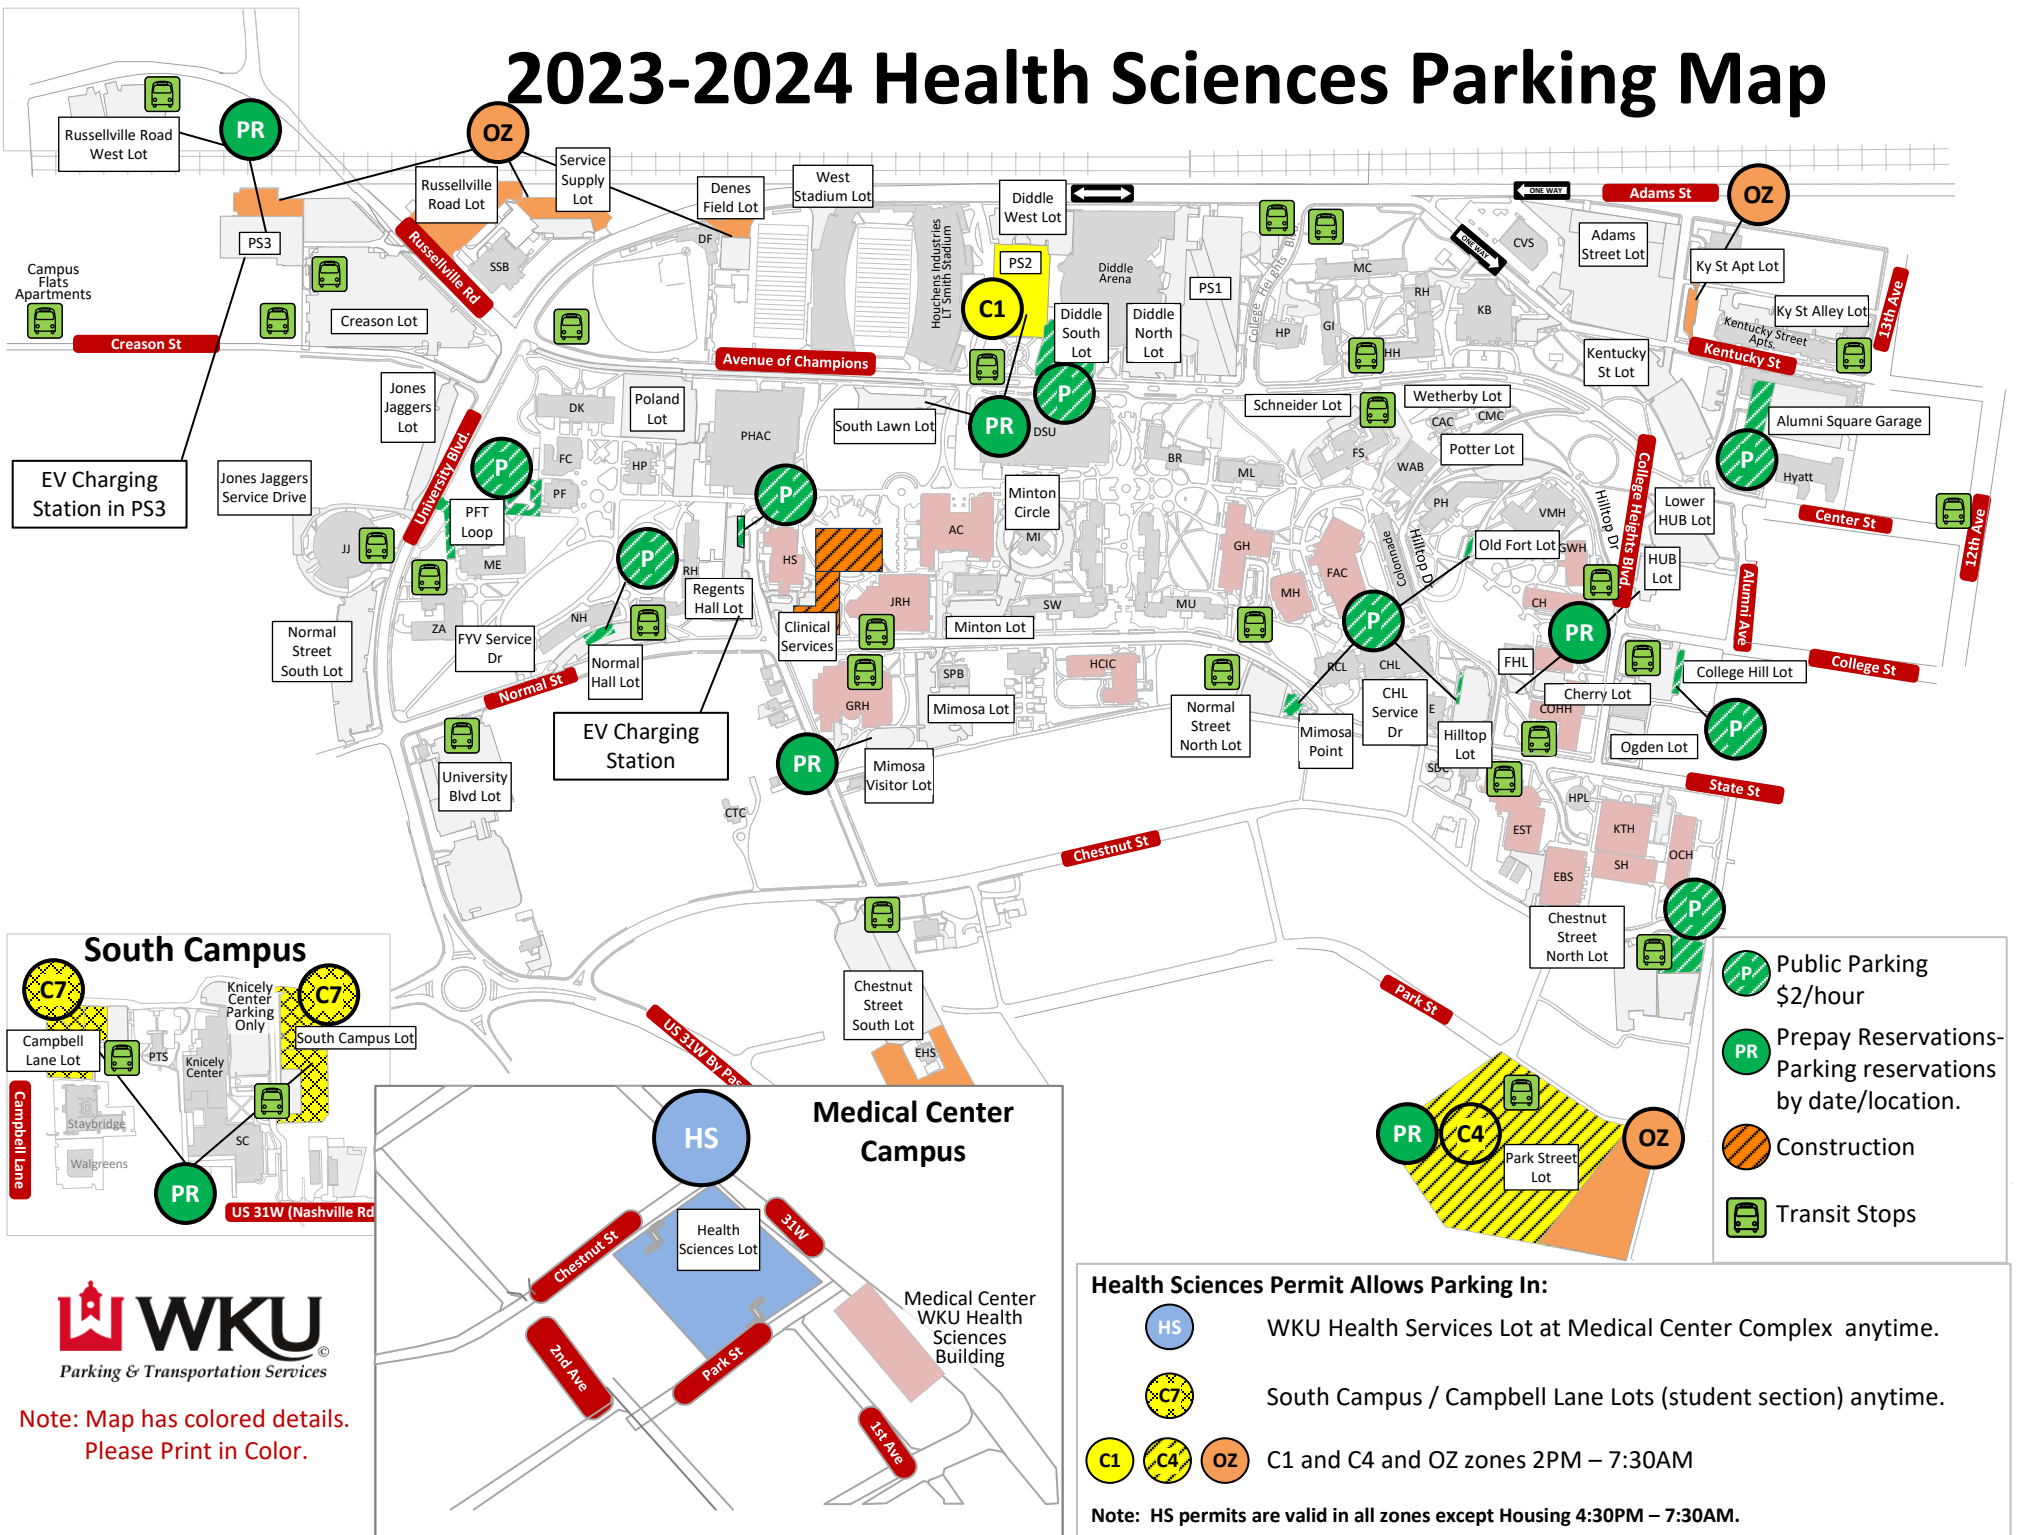 2023-2024 Health Sciences Parking Map
Russellville Road
West Lot
PR
OZ
Russellville
Road Lot
Service
Supply
Lot
Denes
Field Lot
West
Stadium Lot
Diddle
West Lot
ONE WAY
Adams St
OZ
PS3
Russellville Rd
SSB
DF
Houchens Industries
LT Smith Stadium
PS2
C1
Diddle
Arena
PS1
College Heights Blvd
MC
RH
ONE WAY
CVS
KB
Adams
Street Lot
Ky St Apt Lot
Ky St Alley Lot
Kentucky Street
Apts.
13th Ave
Campus
Flats
Apartments
Creason St
Creason Lot
Avenue of Champions
Diddle
South
Lot
Diddle
North
Lot
HP
GI
HH
Kentucky
St Lot
Kentucky St
Jones
Jaggers
Lot
DK
Poland
Lot
PHAC
South Lawn Lot
PR
P
DSU
Schneider Lot
Wetherby Lot
CAC
CMC
Potter Lot
Alumni Square Garage
P
Hyatt
EV Charging
Station in PS3
Jones Jaggers
Service Drive
University Blvd.
P
FC
PF
HP
P
BR
ML
FS
WAB
College Heights Blvd
Lower
HUB Lot
Center St
12th Ave
PFT
Loop
JJ
ME
P
RH
HS
AC
Minton
Circle
MI
GH
FAC
Colonnade
Hilltop Dr
PH
VMH
Hilltop Dr
Old Fort Lot
GWH
HUB
Lot
Alumni Ave
Regents
Hall Lot
JRH
SW
MU
MH
P
CH
PR
ZA
FYV Service
Dr
NH
Normal
Hall Lot
Clinical
Services
Minton Lot
Normal
Street
South Lot
Normal St
GRH
SPB
Mimosa Lot
HCIC
Normal
Street
North Lot
RCL
CHL
CHL
Service
Dr
Mimosa
Point
E
Hilltop
Lot
FHL
Cherry Lot
COHH
College Hill Lot
College St
P
Ogden Lot
State St
EV Charging
Station
PR
Mimosa
Visitor Lot
University
Blvd Lot
CTC
SDC
HPL
EST
KTH
SH
OCH
EBS
Chestnut St
Chestnut
Street
North Lot
P
South Campus
C7
C7
Knicely
Center
Parking
Only
Campbell
Lane Lot
PTS
Knicely
Center
South Campus Lot
Staybridge
SC
Walgreens
Campbell Lane
PR
US 31W (Nashville Rd
Chestnut
Street
South Lot
EHS
US 31W By Pas
Park St
PR
C4
OZ
Park Street
Lot
P
Public Parking
$2/hour
PR
Prepay Reservations-
Parking reservations
by date/location.
Construction
Transit Stops
Medical Center
Campus
HS
Health
Sciences Lot
Chestnut St
31W
2nd Ave
Park St
1st Ave
Medical Center
WKU Health
Sciences
Building
WKU
©
Parking & Transportation Services
Note: Map has colored details.
Please Print in Color.
Health Sciences Permit Allows Parking In:
HS WKU Health Services Lot at Medical Center Complex anytime.
C7 South Campus / Campbell Lane Lots (student section) anytime.
C1 C4 OZ C1 and C4 and OZ zones 2PM – 7:30AM
Note: HS permits are valid in all zones except Housing 4:30PM – 7:30AM.